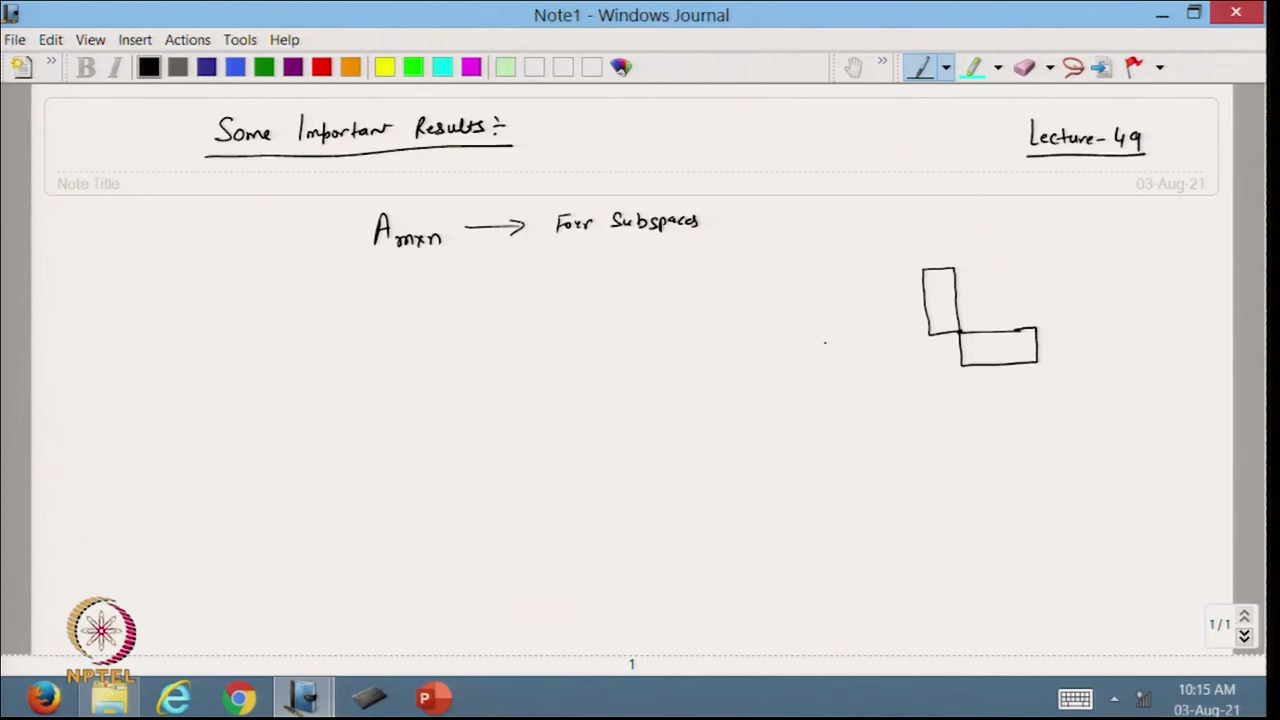 Note1 - Windows Journal
File Edit View Insert Actions Tools Help
B I
Some Important Results:-
Lecture-49
Note Title
03-Aug-21
Amxn → Four Subspaces
1/1
1
NPTEL
10:15 AM
03-Aug-21